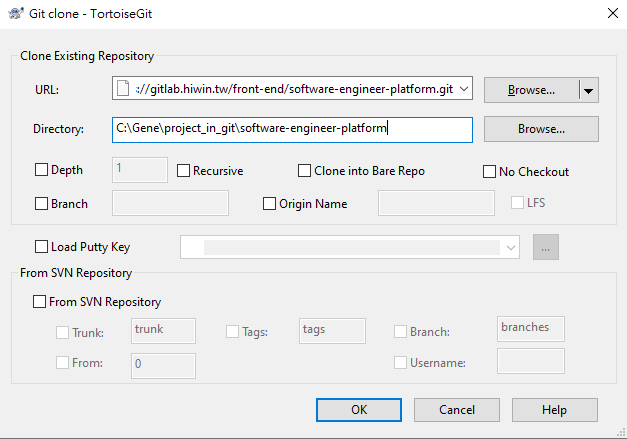 Git clone - TortoiseGit
Clone Existing Repository
URL: ://gitlab.hiwin.tw/front-end/software-engineer-platform.git Browse...
Directory: C:\Gene\project_in_git\software-engineer-platform Browse...
Depth 1 Recursive Clone into Bare Repo No Checkout
Branch Origin Name LFS
Load Putty Key ...
From SVN Repository
From SVN Repository
Trunk: trunk Tags: tags Branch: branches
From: 0 Username:
OK Cancel Help